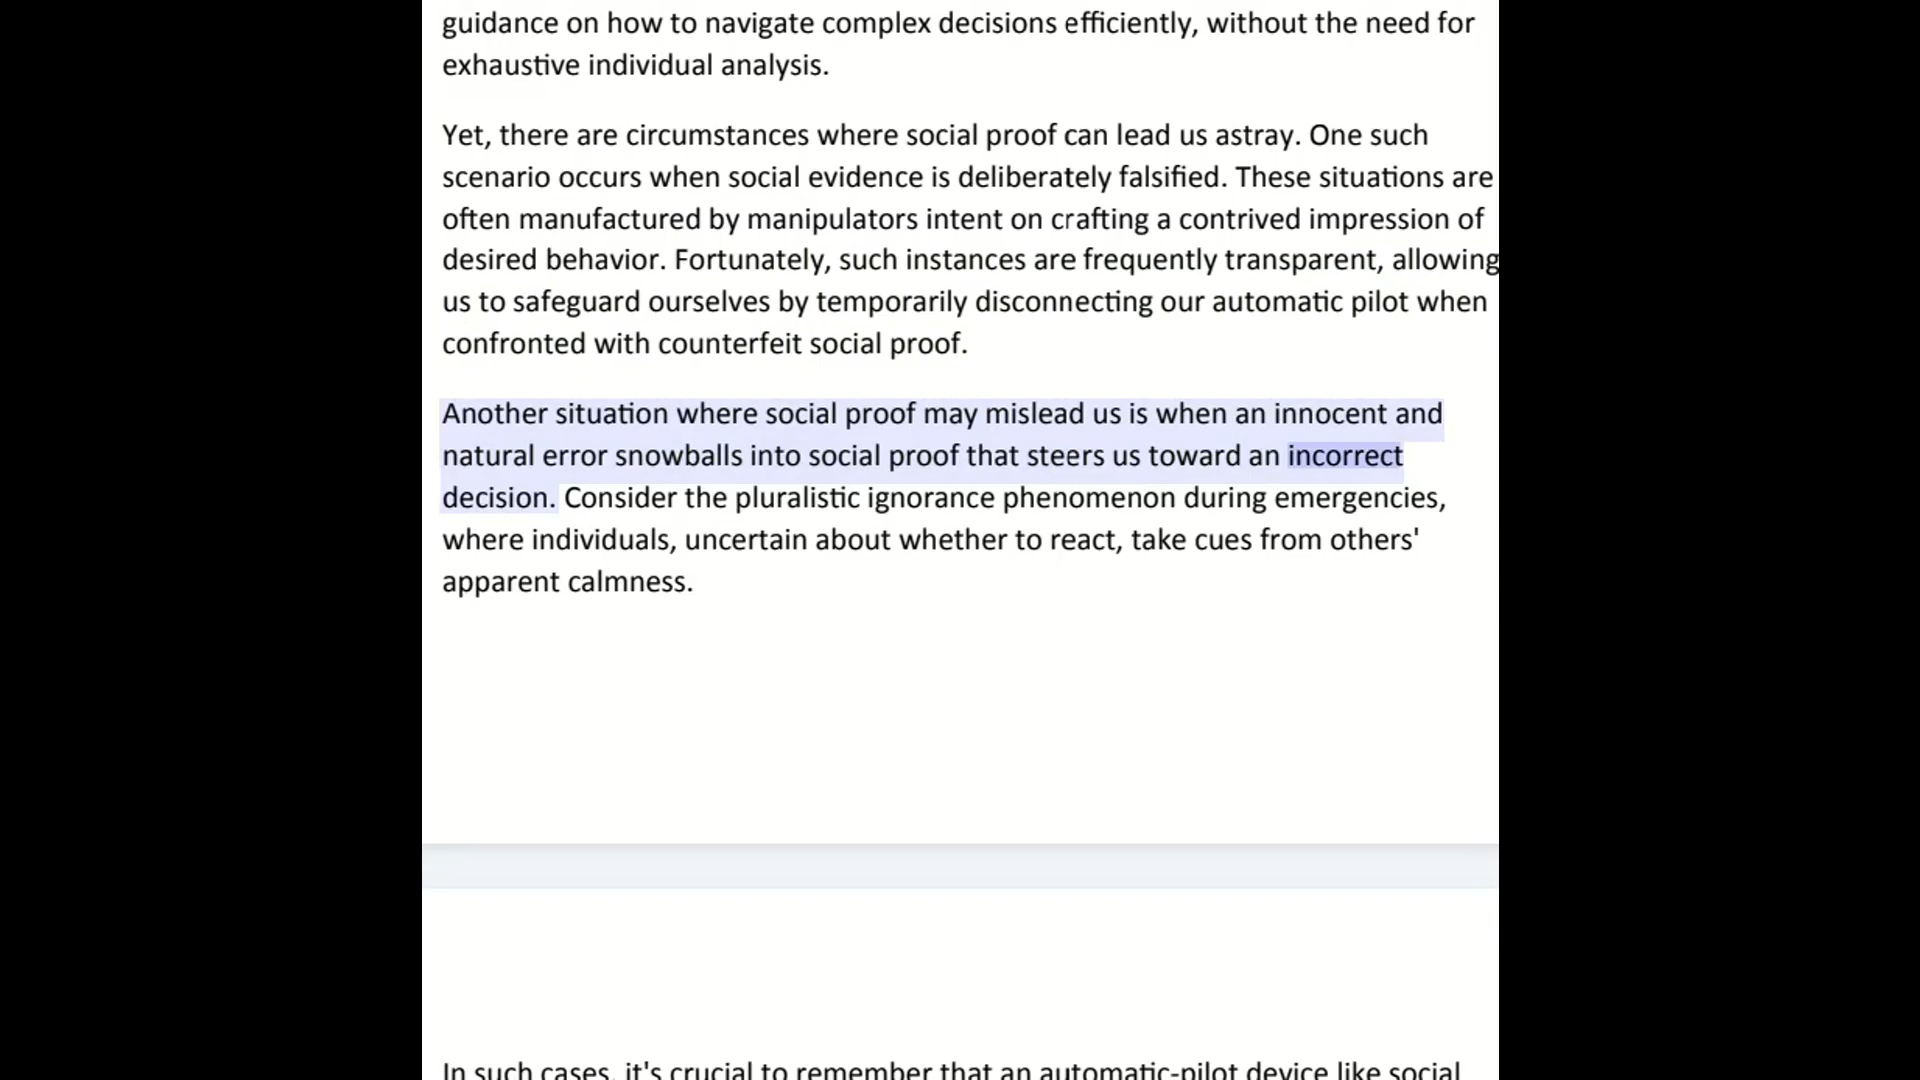 guidance on how to navigate complex decisions efficiently, without the need for
exhaustive individual analysis.
Yet, there are circumstances where social proof can lead us astray. One such
scenario occurs when social evidence is deliberately falsified. These situations are
often manufactured by manipulators intent on crafting a contrived impression of
desired behavior. Fortunately, such instances are frequently transparent, allowing
us to safeguard ourselves by temporarily disconnecting our automatic pilot when
confronted with counterfeit social proof.
Another situation where social proof may mislead us is when an innocent and
natural error snowballs into social proof that steers us toward an incorrect
decision. Consider the pluralistic ignorance phenomenon during emergencies,
where individuals, uncertain about whether to react, take cues from others'
apparent calmness.
In such cases, it's crucial to remember that an automatic-pilot device like social